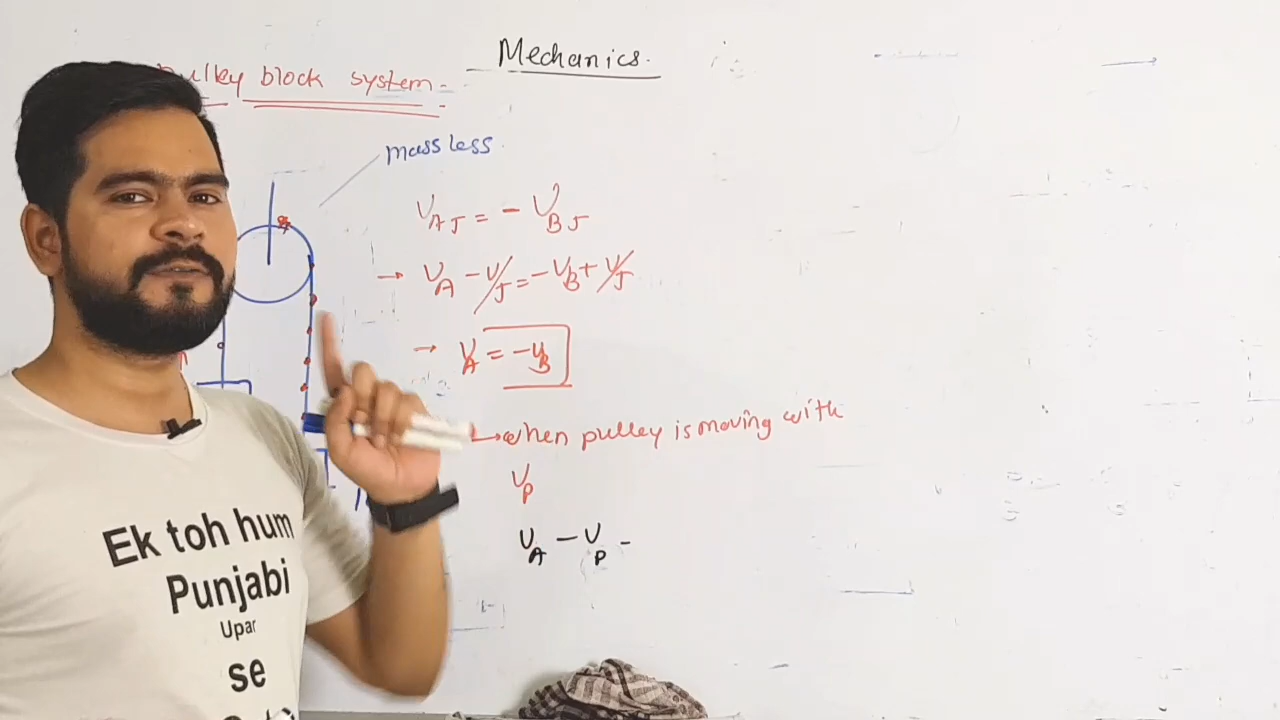 Mechanics.
Pulley block system
massless
V_AJ = - V_BJ
→ V_A - V_J = - V_B + V_J
→ V_A = - V_B
→ when pulley is moving with
V_P
V_A - V_P -
Ek toh hum
Punjabi
Upar
se